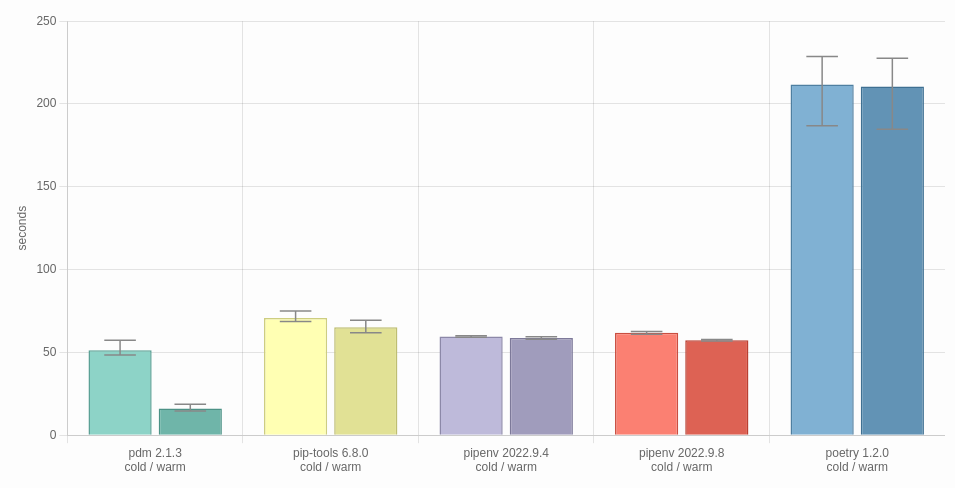 250
200
150
100
50
0
seconds
pdm 2.1.3
cold / warm
pip-tools 6.8.0
cold / warm
pipenv 2022.9.4
cold / warm
pipenv 2022.9.8
cold / warm
poetry 1.2.0
cold / warm